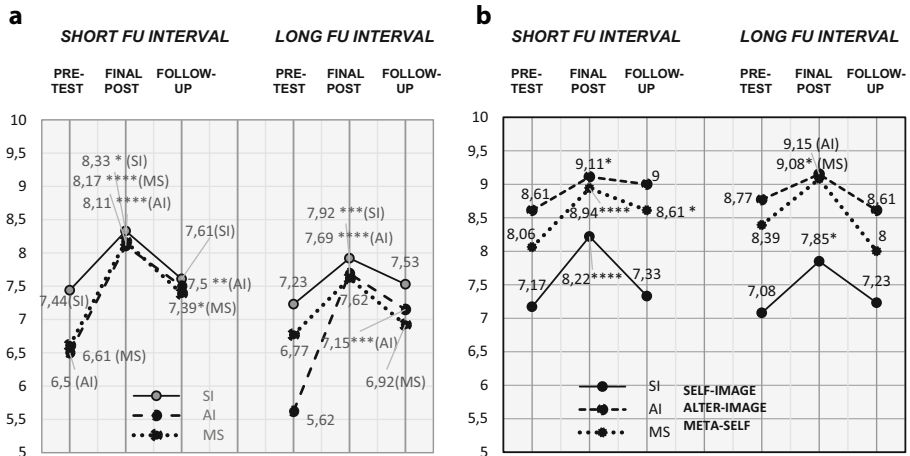 a
SHORT FU INTERVAL
LONG FU INTERVAL
PRE-
TEST
FINAL
POST
FOLLOW-
UP
PRE-
TEST
FINAL
POST
FOLLOW-
UP
10
9,5
9
8,5
8
7,5
7
6,5
6
5,5
5
8,33 * (SI)
8,17 ****(MS)
8,11 ****(AI)
7,61(SI)
7,5 **(AI)
7,39*(MS)
7,44(SI)
6,61 (MS)
6,5 (AI)
7,92 ***(SI)
7,69 ****(AI)
7,53
7,23
7,62
6,77
7,15***(AI)
6,92(MS)
5,62
SI
AI
MS
b
SHORT FU INTERVAL
LONG FU INTERVAL
PRE-
TEST
FINAL
POST
FOLLOW-
UP
PRE-
TEST
FINAL
POST
FOLLOW-
UP
10
9,5
9
8,5
8
7,5
7
6,5
6
5,5
5
9,11*
9
8,61
8,94****
8,61 *
8,06
8,22****
7,17
7,33
9,15 (AI)
9,08* (MS)
8,77
8,61
8,39
8
7,85*
7,08
7,23
SI SELF-IMAGE
AI ALTER-IMAGE
MS META-SELF